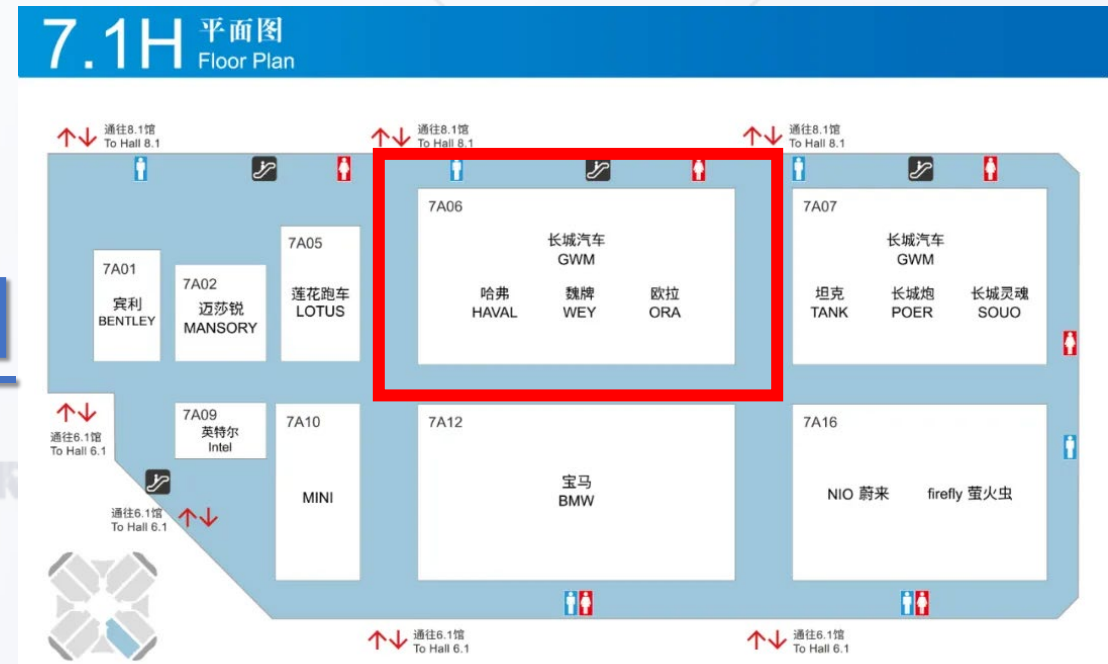 7.1H 平面图
Floor Plan
通往8.1馆
To Hall 8.1
通往8.1馆
To Hall 8.1
通往8.1馆
To Hall 8.1
7A01
宾利
BENTLEY
7A02
迈莎锐
MANSORY
7A05
莲花跑车
LOTUS
7A06
长城汽车
GWM
哈弗 魏牌 欧拉
HAVAL WEY ORA
7A07
长城汽车
GWM
坦克 长城炮 长城灵魂
TANK POER SOUO
通往6.1馆
To Hall 6.1
7A09
英特尔
Intel
7A10
MINI
7A12
宝马
BMW
7A16
NIO 蔚来 firefly 萤火虫
通往6.1馆
To Hall 6.1
通往6.1馆
To Hall 6.1
通往6.1馆
To Hall 6.1